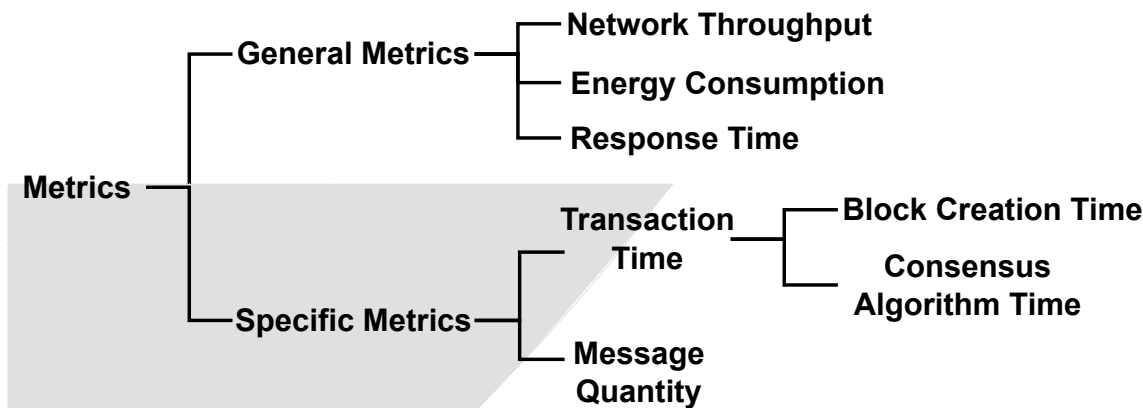 Network Throughput
General Metrics
Energy Consumption
Response Time
Metrics
Transaction
Time
Block Creation Time
Consensus
Algorithm Time
Specific Metrics
Message
Quantity